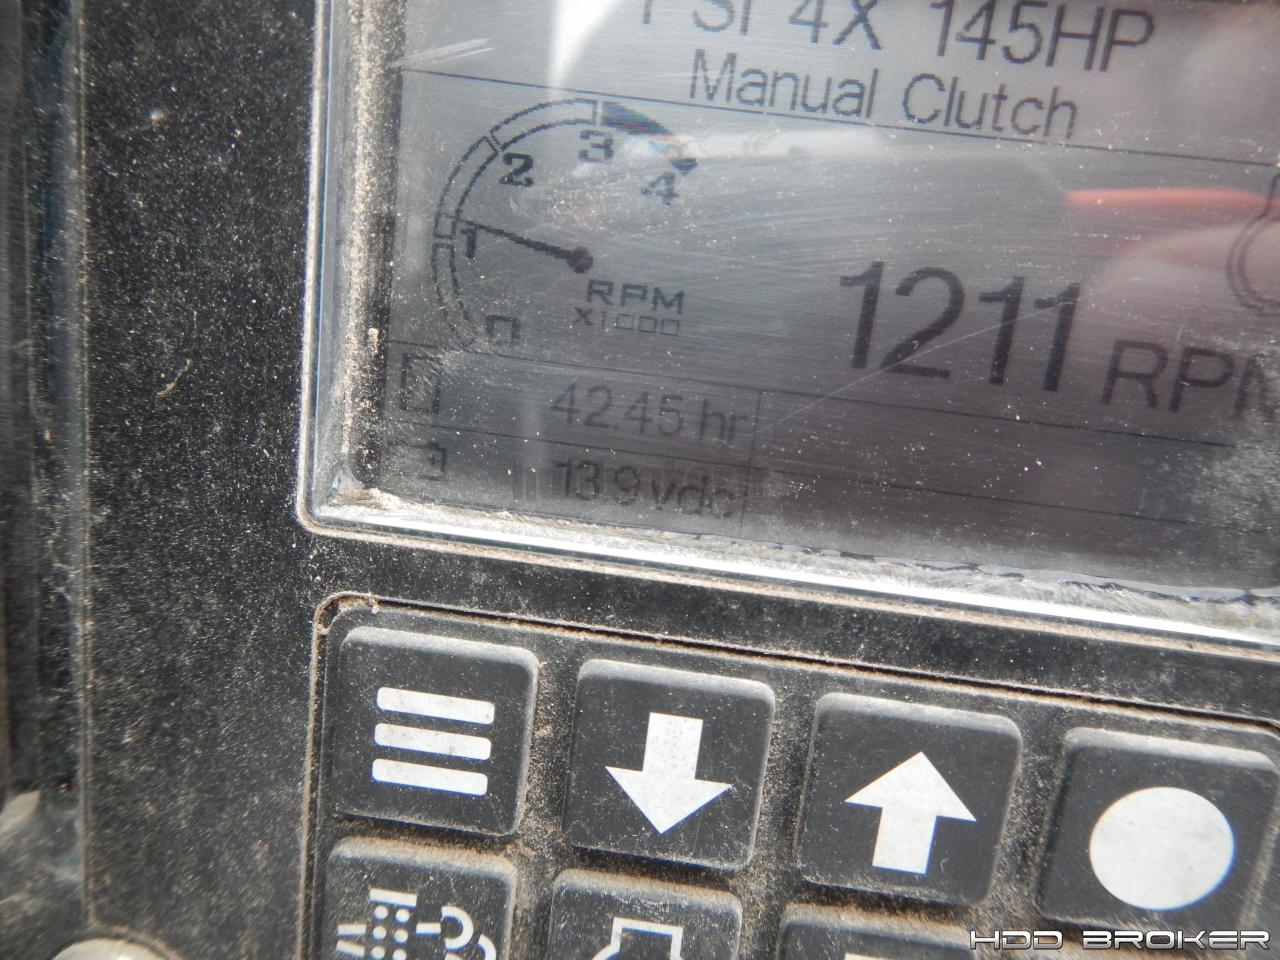 PSI 4X 145HP
Manual Clutch
0 1 2 3 4
RPM
X1000
1211 RPM
42.45 hr
13.9 vdc
HDD BROKER